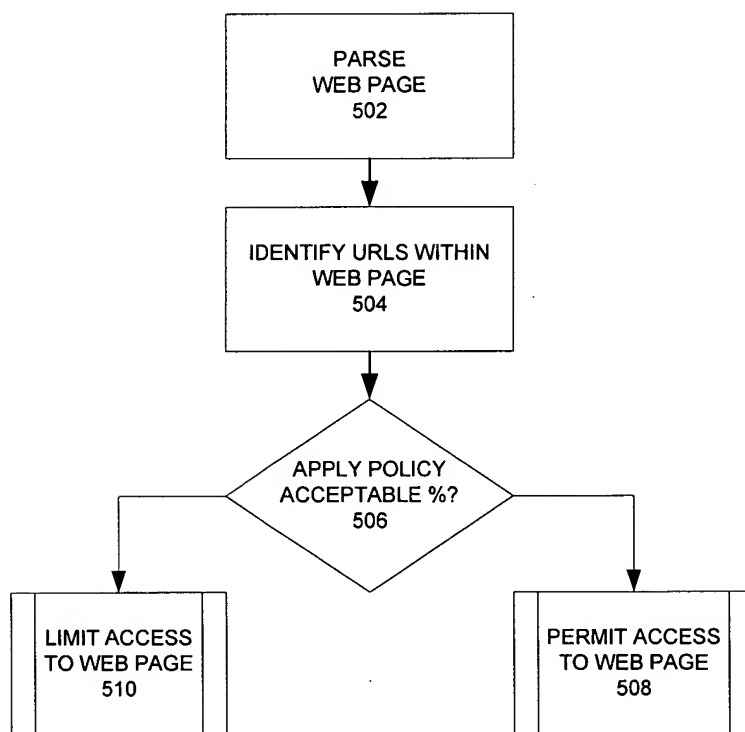 PARSE
WEB PAGE
502
IDENTIFY URLS WITHIN
WEB PAGE
504
APPLY POLICY
ACCEPTABLE %?
506
LIMIT ACCESS
TO WEB PAGE
510
PERMIT ACCESS
TO WEB PAGE
508